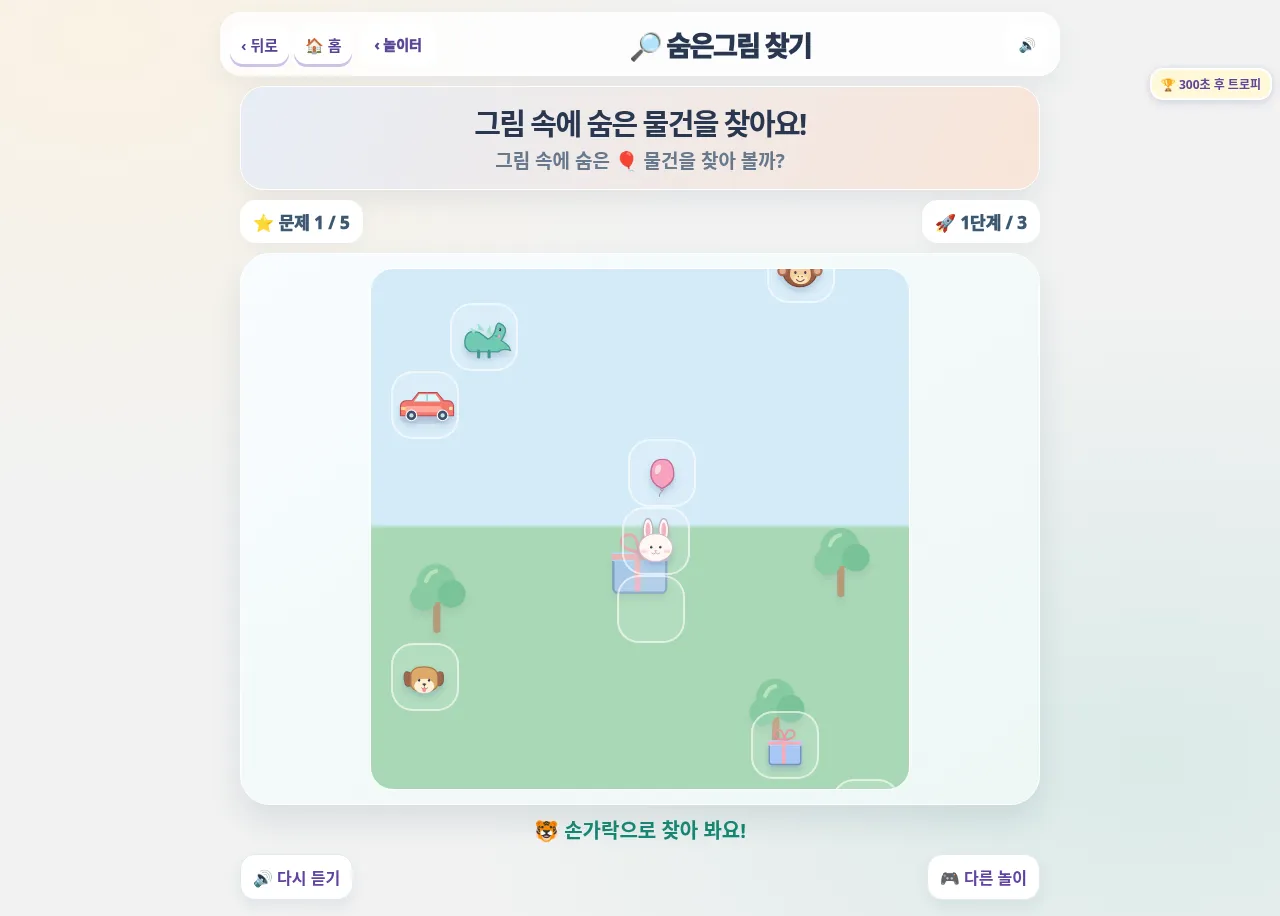 ‹ 뒤로
🏠 홈
‹ 놀이터
🔎 숨은그림 찾기
🔊
🏆 300초 후 트로피
그림 속에 숨은 물건을 찾아요!
그림 속에 숨은 🎈 물건을 찾아 볼까?
⭐ 문제 1 / 5
🚀 1단계 / 3
🐯 손가락으로 찾아 봐요!
🔊 다시 듣기
🎮 다른 놀이